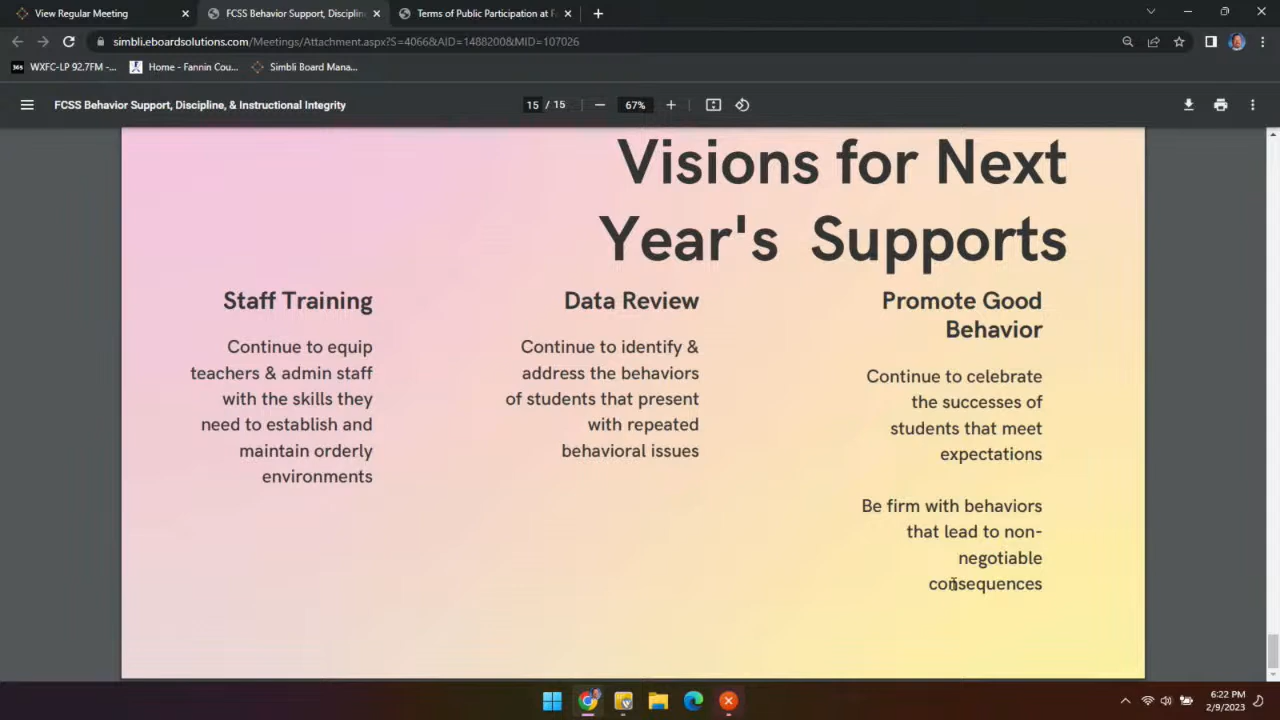 View Regular Meeting
FCSS Behavior Support, Disciplin
Terms of Public Participation at F
simbli.eboardsolutions.com/Meetings/Attachment.aspx?S=4066&AID=1488200&MID=107026
WXFC-LP 92.7FM -...
Home - Fannin Cou...
Simbli Board Mana...
FCSS Behavior Support, Discipline, & Instructional Integrity
15 / 15
67%
Visions for Next
Year's Supports
Staff Training
Continue to equip
teachers & admin staff
with the skills they
need to establish and
maintain orderly
environments
Data Review
Continue to identify &
address the behaviors
of students that present
with repeated
behavioral issues
Promote Good
Behavior
Continue to celebrate
the successes of
students that meet
expectations
Be firm with behaviors
that lead to non-
negotiable
consequences
6:22 PM
2/9/2023